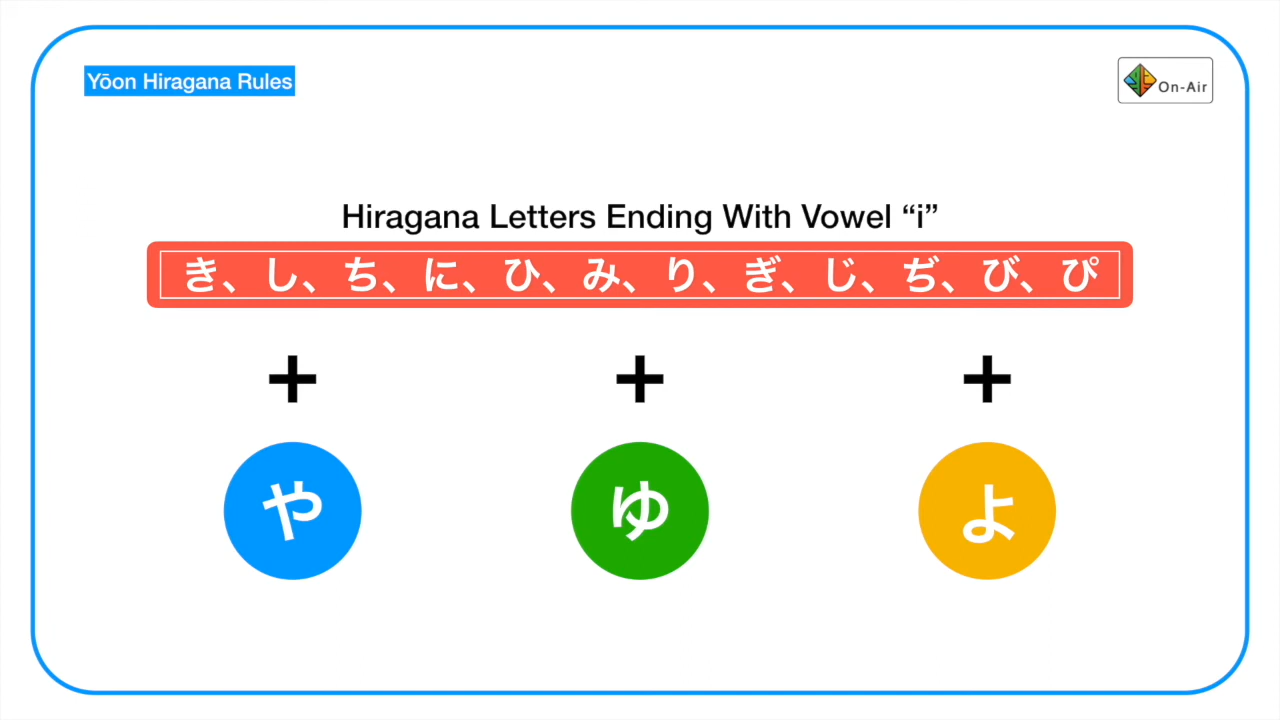 Yōon Hiragana Rules
On-Air
Hiragana Letters Ending With Vowel “i”
き、し、ち、に、ひ、み、り、ぎ、じ、ぢ、び、ぴ
+ + +
や ゆ よ